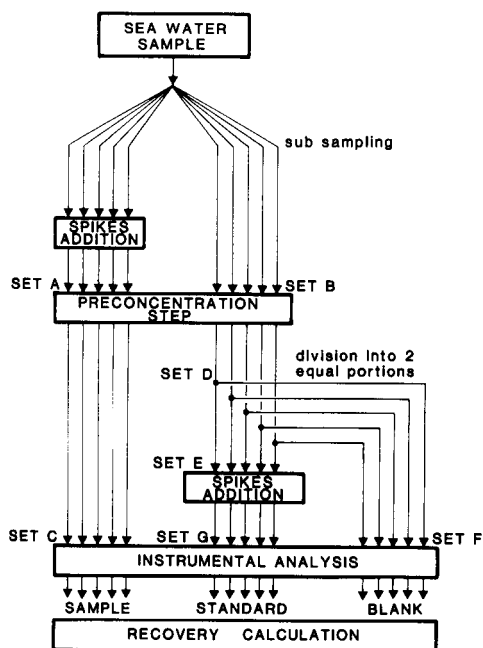 SEA WATER
SAMPLE
sub sampling
SPIKES
ADDITION
SET A
SET B
PRECONCENTRATION
STEP
division into 2
equal portions
SET D
SET E
SPIKES
ADDITION
SET C
SET G
SET F
INSTRUMENTAL ANALYSIS
SAMPLE
STANDARD
BLANK
RECOVERY CALCULATION